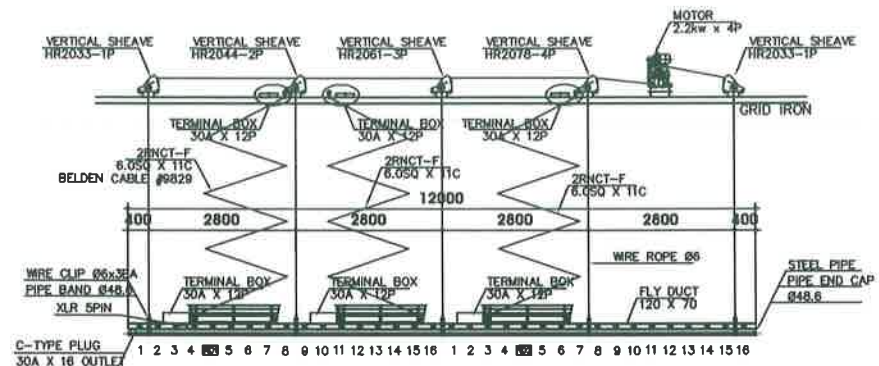 MOTOR
2.2kw x 4P
VERTICAL SHEAVE
HR2033-1P
VERTICAL SHEAVE
HR2044-2P
VERTICAL SHEAVE
HR2061-3P
VERTICAL SHEAVE
HR2078-4P
VERTICAL SHEAVE
HR2033-1P
GRID IRON
TERMINAL BOX
30A X 12P
TERMINAL BOX
30A X 12P
TERMINAL BOX
30A X 12P
2RNCT-F
6.0SQ X 11C
BELDEN CABLE #9829
2RNCT-F
6.0SQ X 11C
2RNCT-F
6.0SQ X 11C
12000
400 2800 2800 2800 2800 400
WIRE ROPE Ø6
WIRE CLIP Ø6x3EA
PIPE BAND Ø48.6
XLR 5PIN
TERMINAL BOX
30A X 12P
TERMINAL BOX
30A X 12P
TERMINAL BOX
30A X 12P
FLY DUCT
120 X 70
STEEL PIPE
PIPE END CAP
Ø48.6
C-TYPE PLUG
30A X 16 OUTLET
1 2 3 4 5 6 7 8 9 10 11 12 13 14 15 16 1 2 3 4 5 6 7 8 9 10 11 12 13 14 15 16